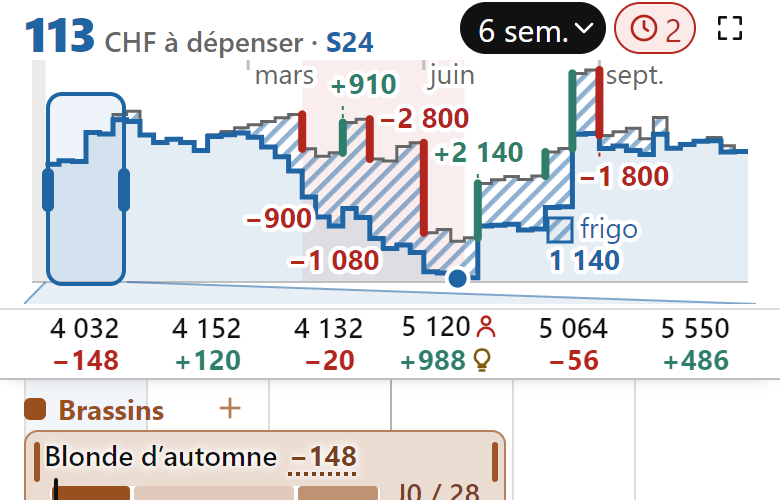 113 CHF à dépenser · S24
6 sem.
2
mars
juin
sept.
+910
−2 800
+2 140
−1 800
−900
−1 080
frigo
1 140
4 032 4 152 4 132 5 120 5 064 5 550
−148 +120 −20 +988 −56 +486
Brassins +
Blonde d’automne −148
J0 / 28